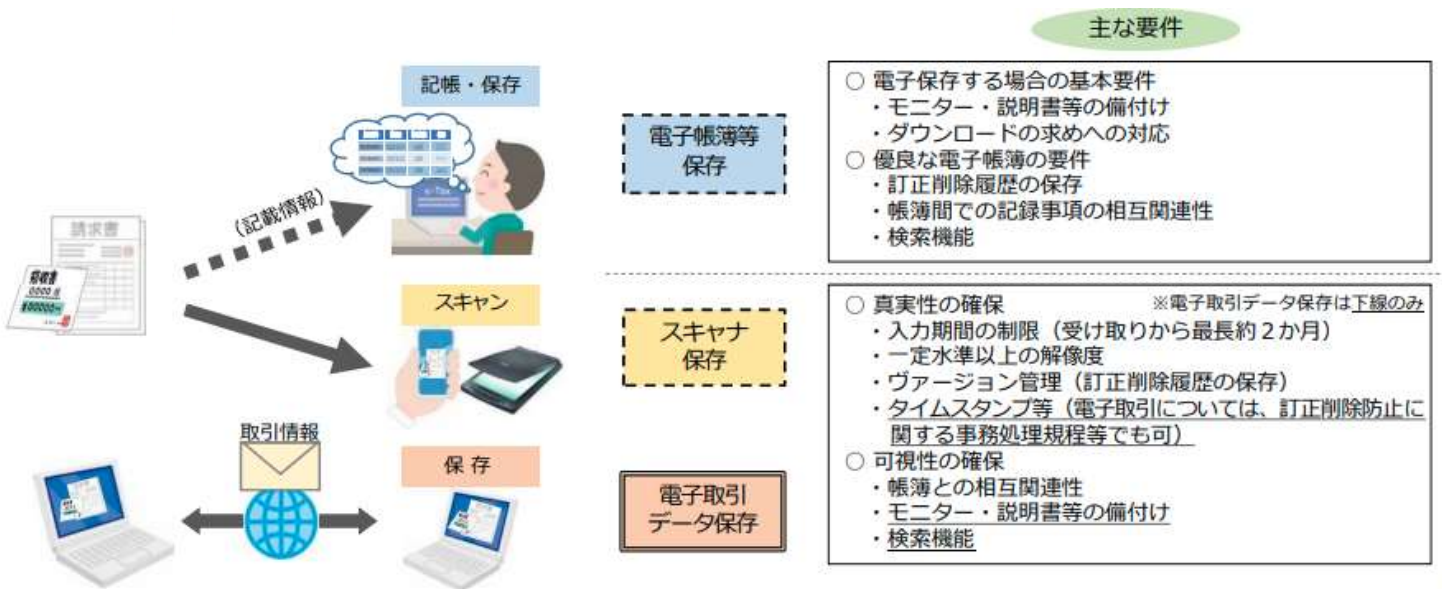 主な要件
記帳・保存
e-Tax
(記載情報)
請求書
領収書
スキャン
取引情報
保 存
電子帳簿等
保存
スキャナ
保存
電子取引
データ保存
○ 電子保存する場合の基本要件
・モニター・説明書等の備付け
・ダウンロードの求めへの対応
○ 優良な電子帳簿の要件
・訂正削除履歴の保存
・帳簿間での記録事項の相互関連性
・検索機能
○ 真実性の確保 ※電子取引データ保存は下線のみ
・入力期間の制限（受け取りから最長約２か月）
・一定水準以上の解像度
・ヴァージョン管理（訂正削除履歴の保存）
・タイムスタンプ等（電子取引については、訂正削除防止に
関する事務処理規程等でも可）
○ 可視性の確保
・帳簿との相互関連性
・モニター・説明書等の備付け
・検索機能